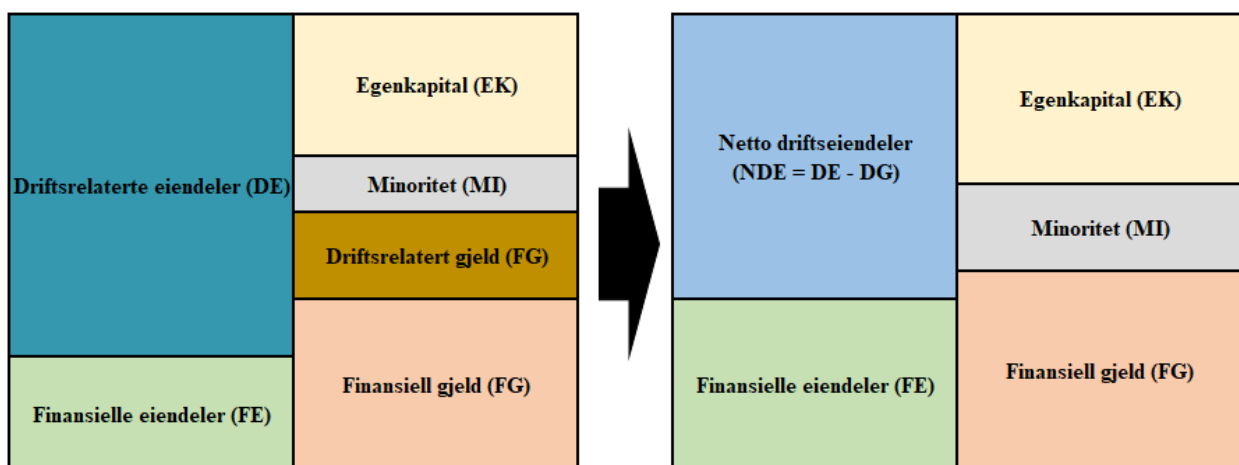 Egenkapital (EK)
Driftsrelaterte eiendeler (DE)
Minoritet (MI)
Driftsrelatert gjeld (FG)
Finansielle eiendeler (FE)
Finansiell gjeld (FG)
Netto driftseiendeler
(NDE = DE - DG)
Egenkapital (EK)
Minoritet (MI)
Finansielle eiendeler (FE)
Finansiell gjeld (FG)